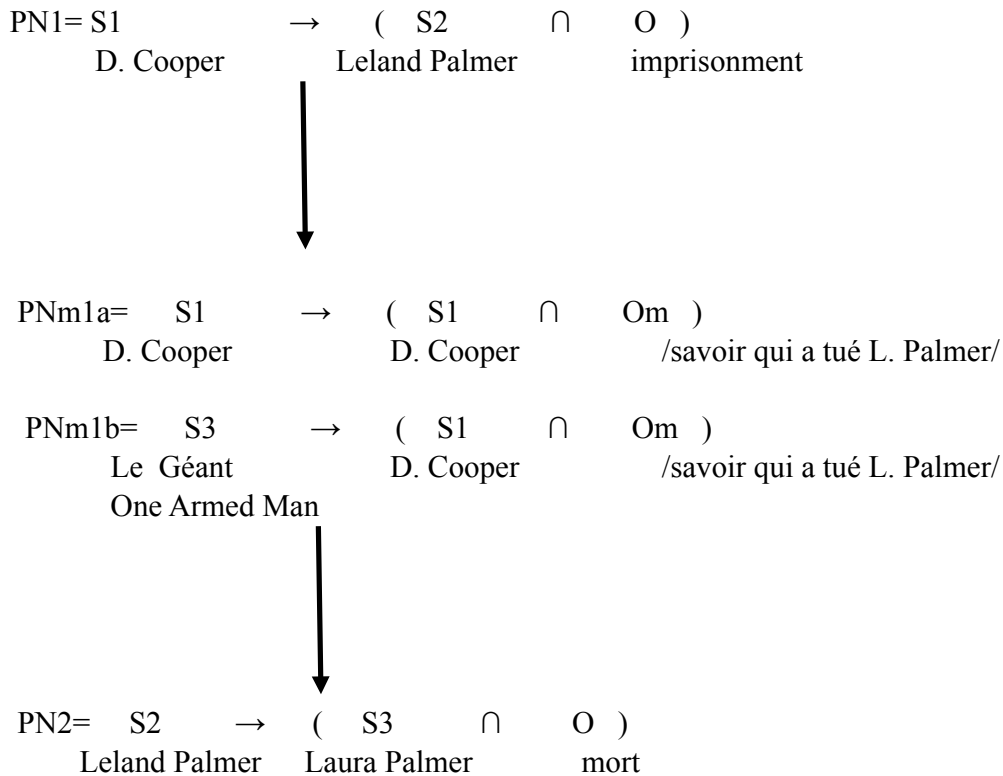 PN1= S1 → ( S2 ∩ O )
D. Cooper Leland Palmer imprisonment
PNm1a= S1 → ( S1 ∩ Om )
D. Cooper D. Cooper /savoir qui a tué L. Palmer/
PNm1b= S3 → ( S1 ∩ Om )
Le Géant D. Cooper /savoir qui a tué L. Palmer/
One Armed Man
PN2= S2 → ( S3 ∩ O )
Leland Palmer Laura Palmer mort